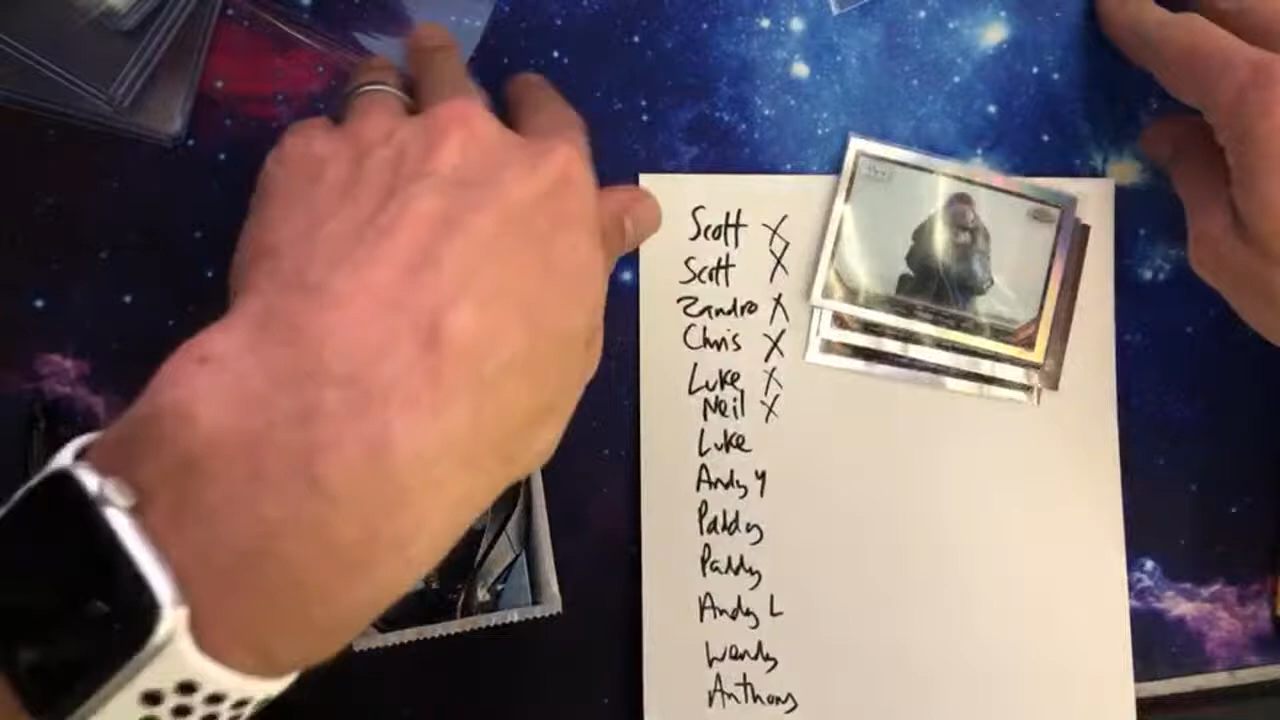 Scott X
Scott X
Zandro X
Chris X
Luke X
Neil X
Luke
Andy Y
Paddy
Paddy
Andy L
Wendy
Anthony